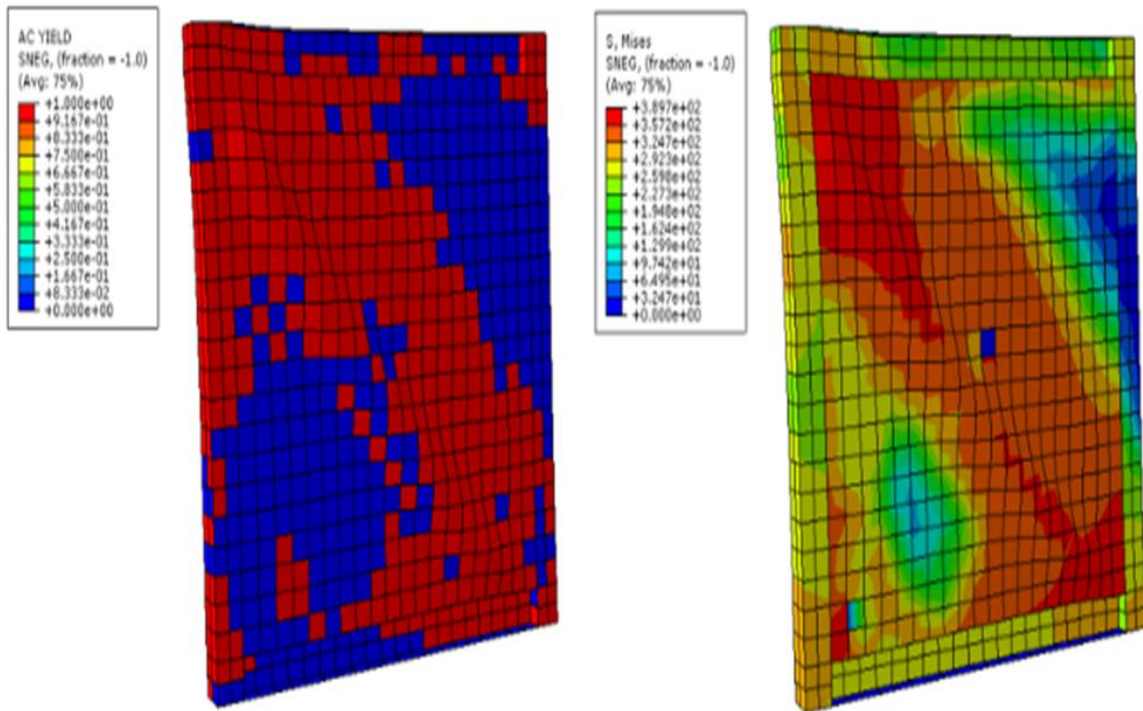 AC YIELD
SNEG, (fraction = -1.0)
(Avg: 75%)
+1.000e+00
+9.167e-01
+8.333e-01
+7.500e-01
+6.667e-01
+5.833e-01
+5.000e-01
+4.167e-01
+3.333e-01
+2.500e-01
+1.667e-01
+8.333e-02
+0.000e+00
S, Mises
SNEG, (fraction = -1.0)
(Avg: 75%)
+3.897e+02
+3.572e+02
+3.247e+02
+2.923e+02
+2.598e+02
+2.273e+02
+1.948e+02
+1.624e+02
+1.299e+02
+9.742e+01
+6.495e+01
+3.247e+01
+0.000e+00